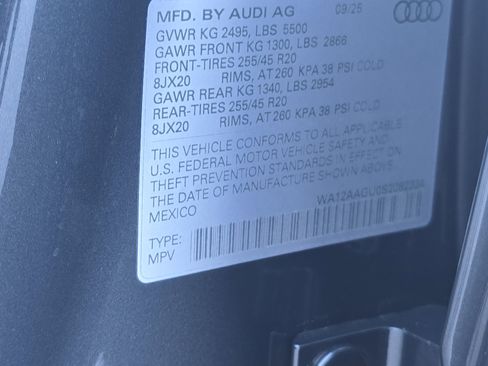 MFD. BY AUDI AG 09/25
GVWR KG 2495, LBS 5500
GAWR FRONT KG 1300, LBS 2866
FRONT-TIRES 255/45 R20
8JX20 RIMS, AT 260 KPA 38 PSI COLD
GAWR REAR KG 1340, LBS 2954
REAR-TIRES 255/45 R20
8JX20 RIMS, AT 260 KPA 38 PSI COLD
THIS VEHICLE CONFORMS TO ALL APPLICABLE
U.S. FEDERAL MOTOR VEHICLE SAFETY AND
THEFT PREVENTION STANDARDS IN EFFECT ON
THE DATE OF MANUFACTURE SHOWN ABOVE.
MEXICO
TYPE:
MPV